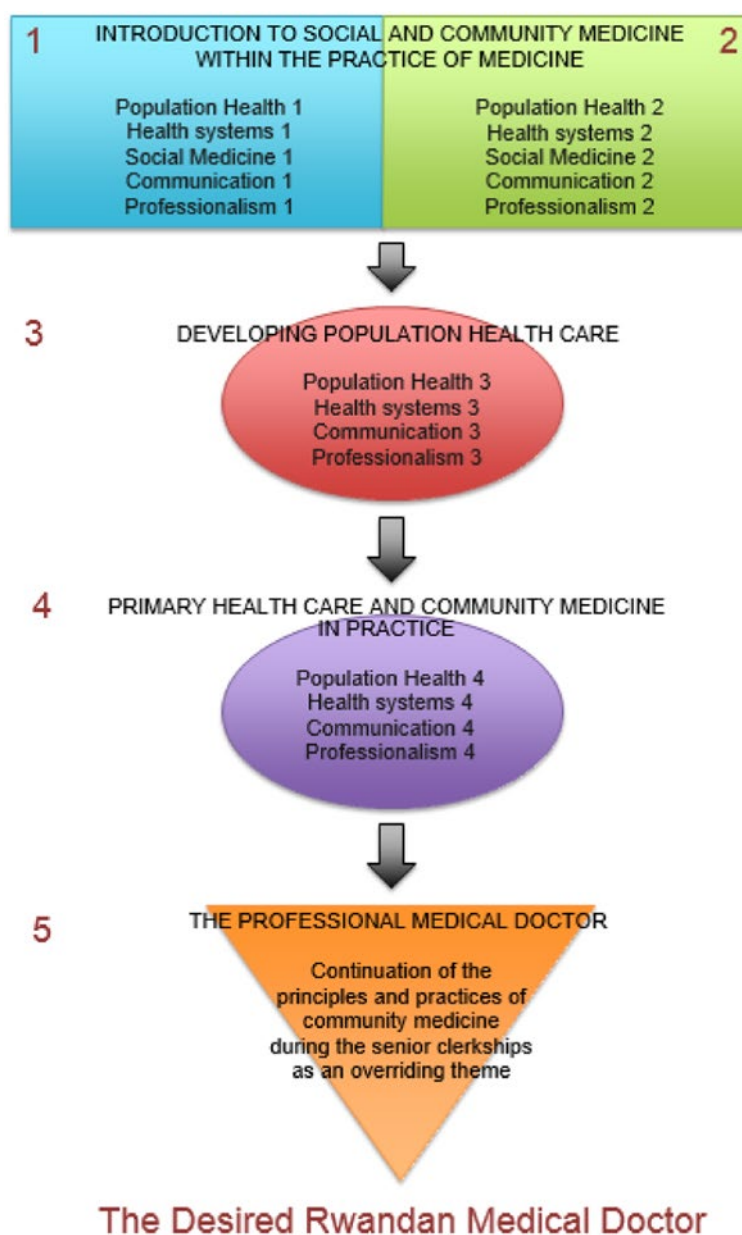 1
INTRODUCTION TO SOCIAL AND COMMUNITY MEDICINE
WITHIN THE PRACTICE OF MEDICINE
2
Population Health 1
Health systems 1
Social Medicine 1
Communication 1
Professionalism 1
Population Health 2
Health systems 2
Social Medicine 2
Communication 2
Professionalism 2
3
DEVELOPING POPULATION HEALTH CARE
Population Health 3
Health systems 3
Communication 3
Professionalism 3
4
PRIMARY HEALTH CARE AND COMMUNITY MEDICINE
IN PRACTICE
Population Health 4
Health systems 4
Communication 4
Professionalism 4
5
THE PROFESSIONAL MEDICAL DOCTOR
Continuation of the
principles and practices of
community medicine
during the senior clerkships
as an overriding theme
The Desired Rwandan Medical Doctor